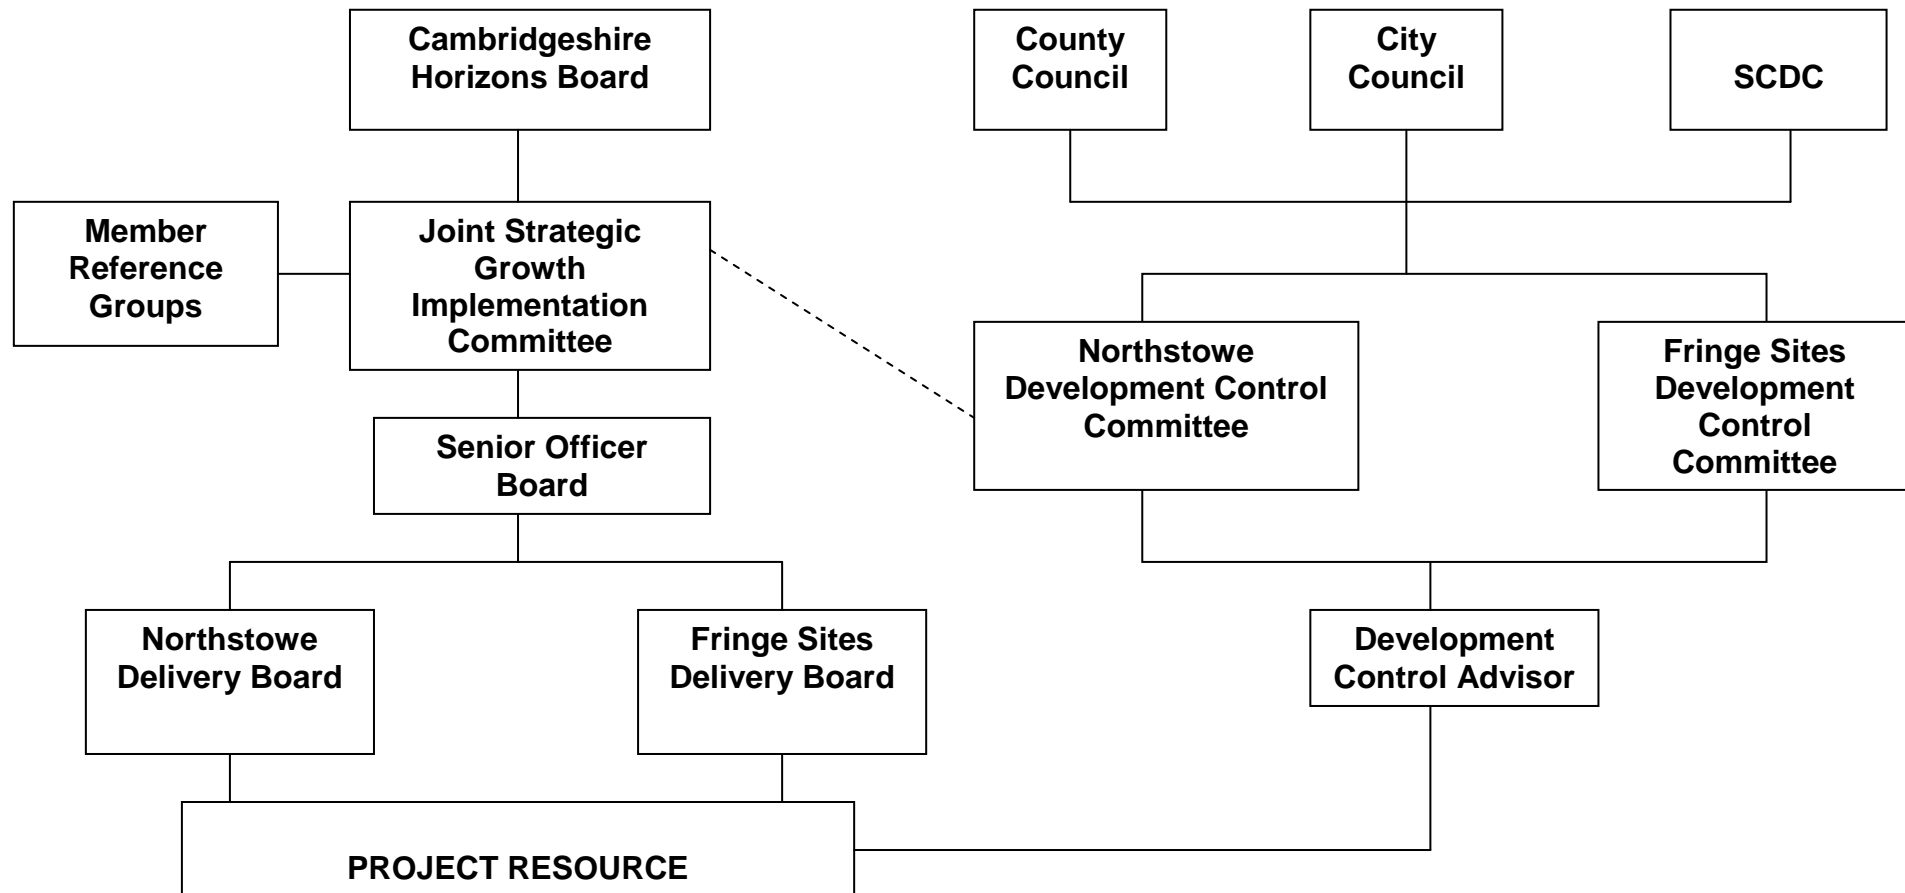 Cambridgeshire
Horizons Board
County
Council
City
Council
SCDC
Member
Reference
Groups
Joint Strategic
Growth
Implementation
Committee
Northstowe
Development Control
Committee
Fringe Sites
Development
Control
Committee
Senior Officer
Board
Northstowe
Delivery Board
Fringe Sites
Delivery Board
Development
Control Advisor
PROJECT RESOURCE